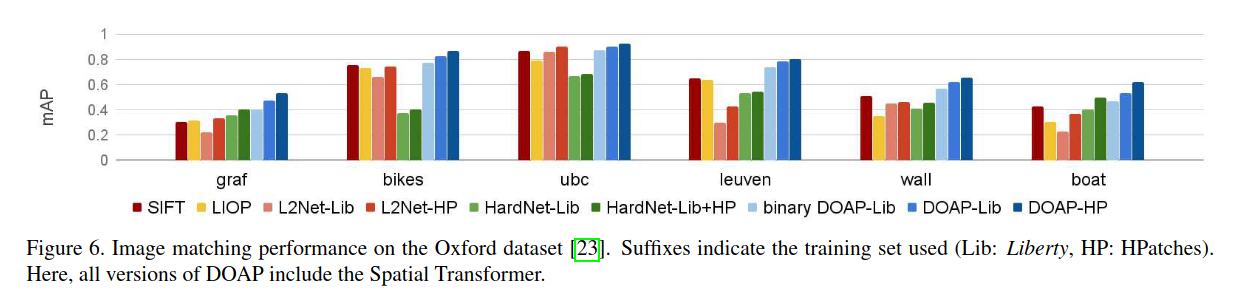 1
0.8
0.6
0.4
0.2
0
mAP
graf bikes ubc leuven wall boat
SIFT LIOP L2Net-Lib L2Net-HP HardNet-Lib HardNet-Lib+HP binary DOAP-Lib DOAP-Lib DOAP-HP
Figure 6. Image matching performance on the Oxford dataset [23]. Suffixes indicate the training set used (Lib: Liberty, HP: HPatches).
Here, all versions of DOAP include the Spatial Transformer.